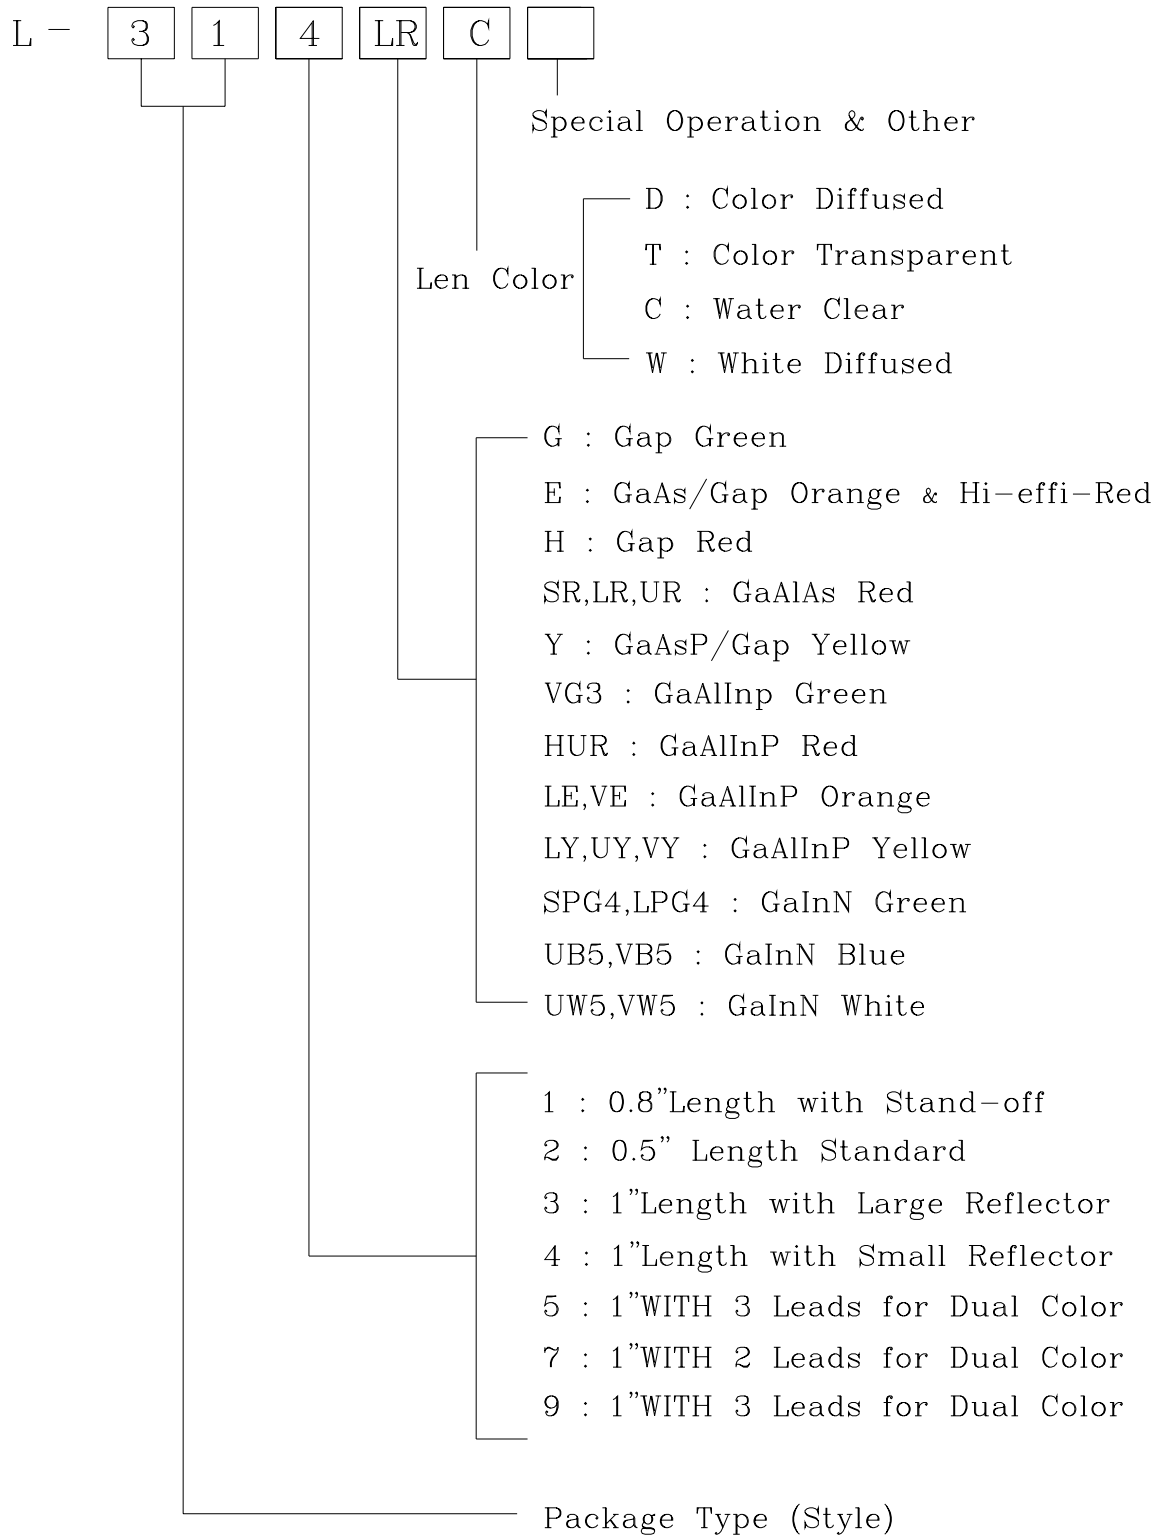 L - 3 1 4 LR C
Special Operation & Other
D : Color Diffused
T : Color Transparent
Len Color
C : Water Clear
W : White Diffused
G : Gap Green
E : GaAs/Gap Orange & Hi-effi-Red
H : Gap Red
SR,LR,UR : GaAlAs Red
Y : GaAsP/Gap Yellow
VG3 : GaAlInp Green
HUR : GaAlInP Red
LE,VE : GaAlInP Orange
LY,UY,VY : GaAlInP Yellow
SPG4,LPG4 : GaInN Green
UB5,VB5 : GaInN Blue
UW5,VW5 : GaInN White
1 : 0.8"Length with Stand-off
2 : 0.5" Length Standard
3 : 1"Length with Large Reflector
4 : 1"Length with Small Reflector
5 : 1"WITH 3 Leads for Dual Color
7 : 1"WITH 2 Leads for Dual Color
9 : 1"WITH 3 Leads for Dual Color
Package Type (Style)